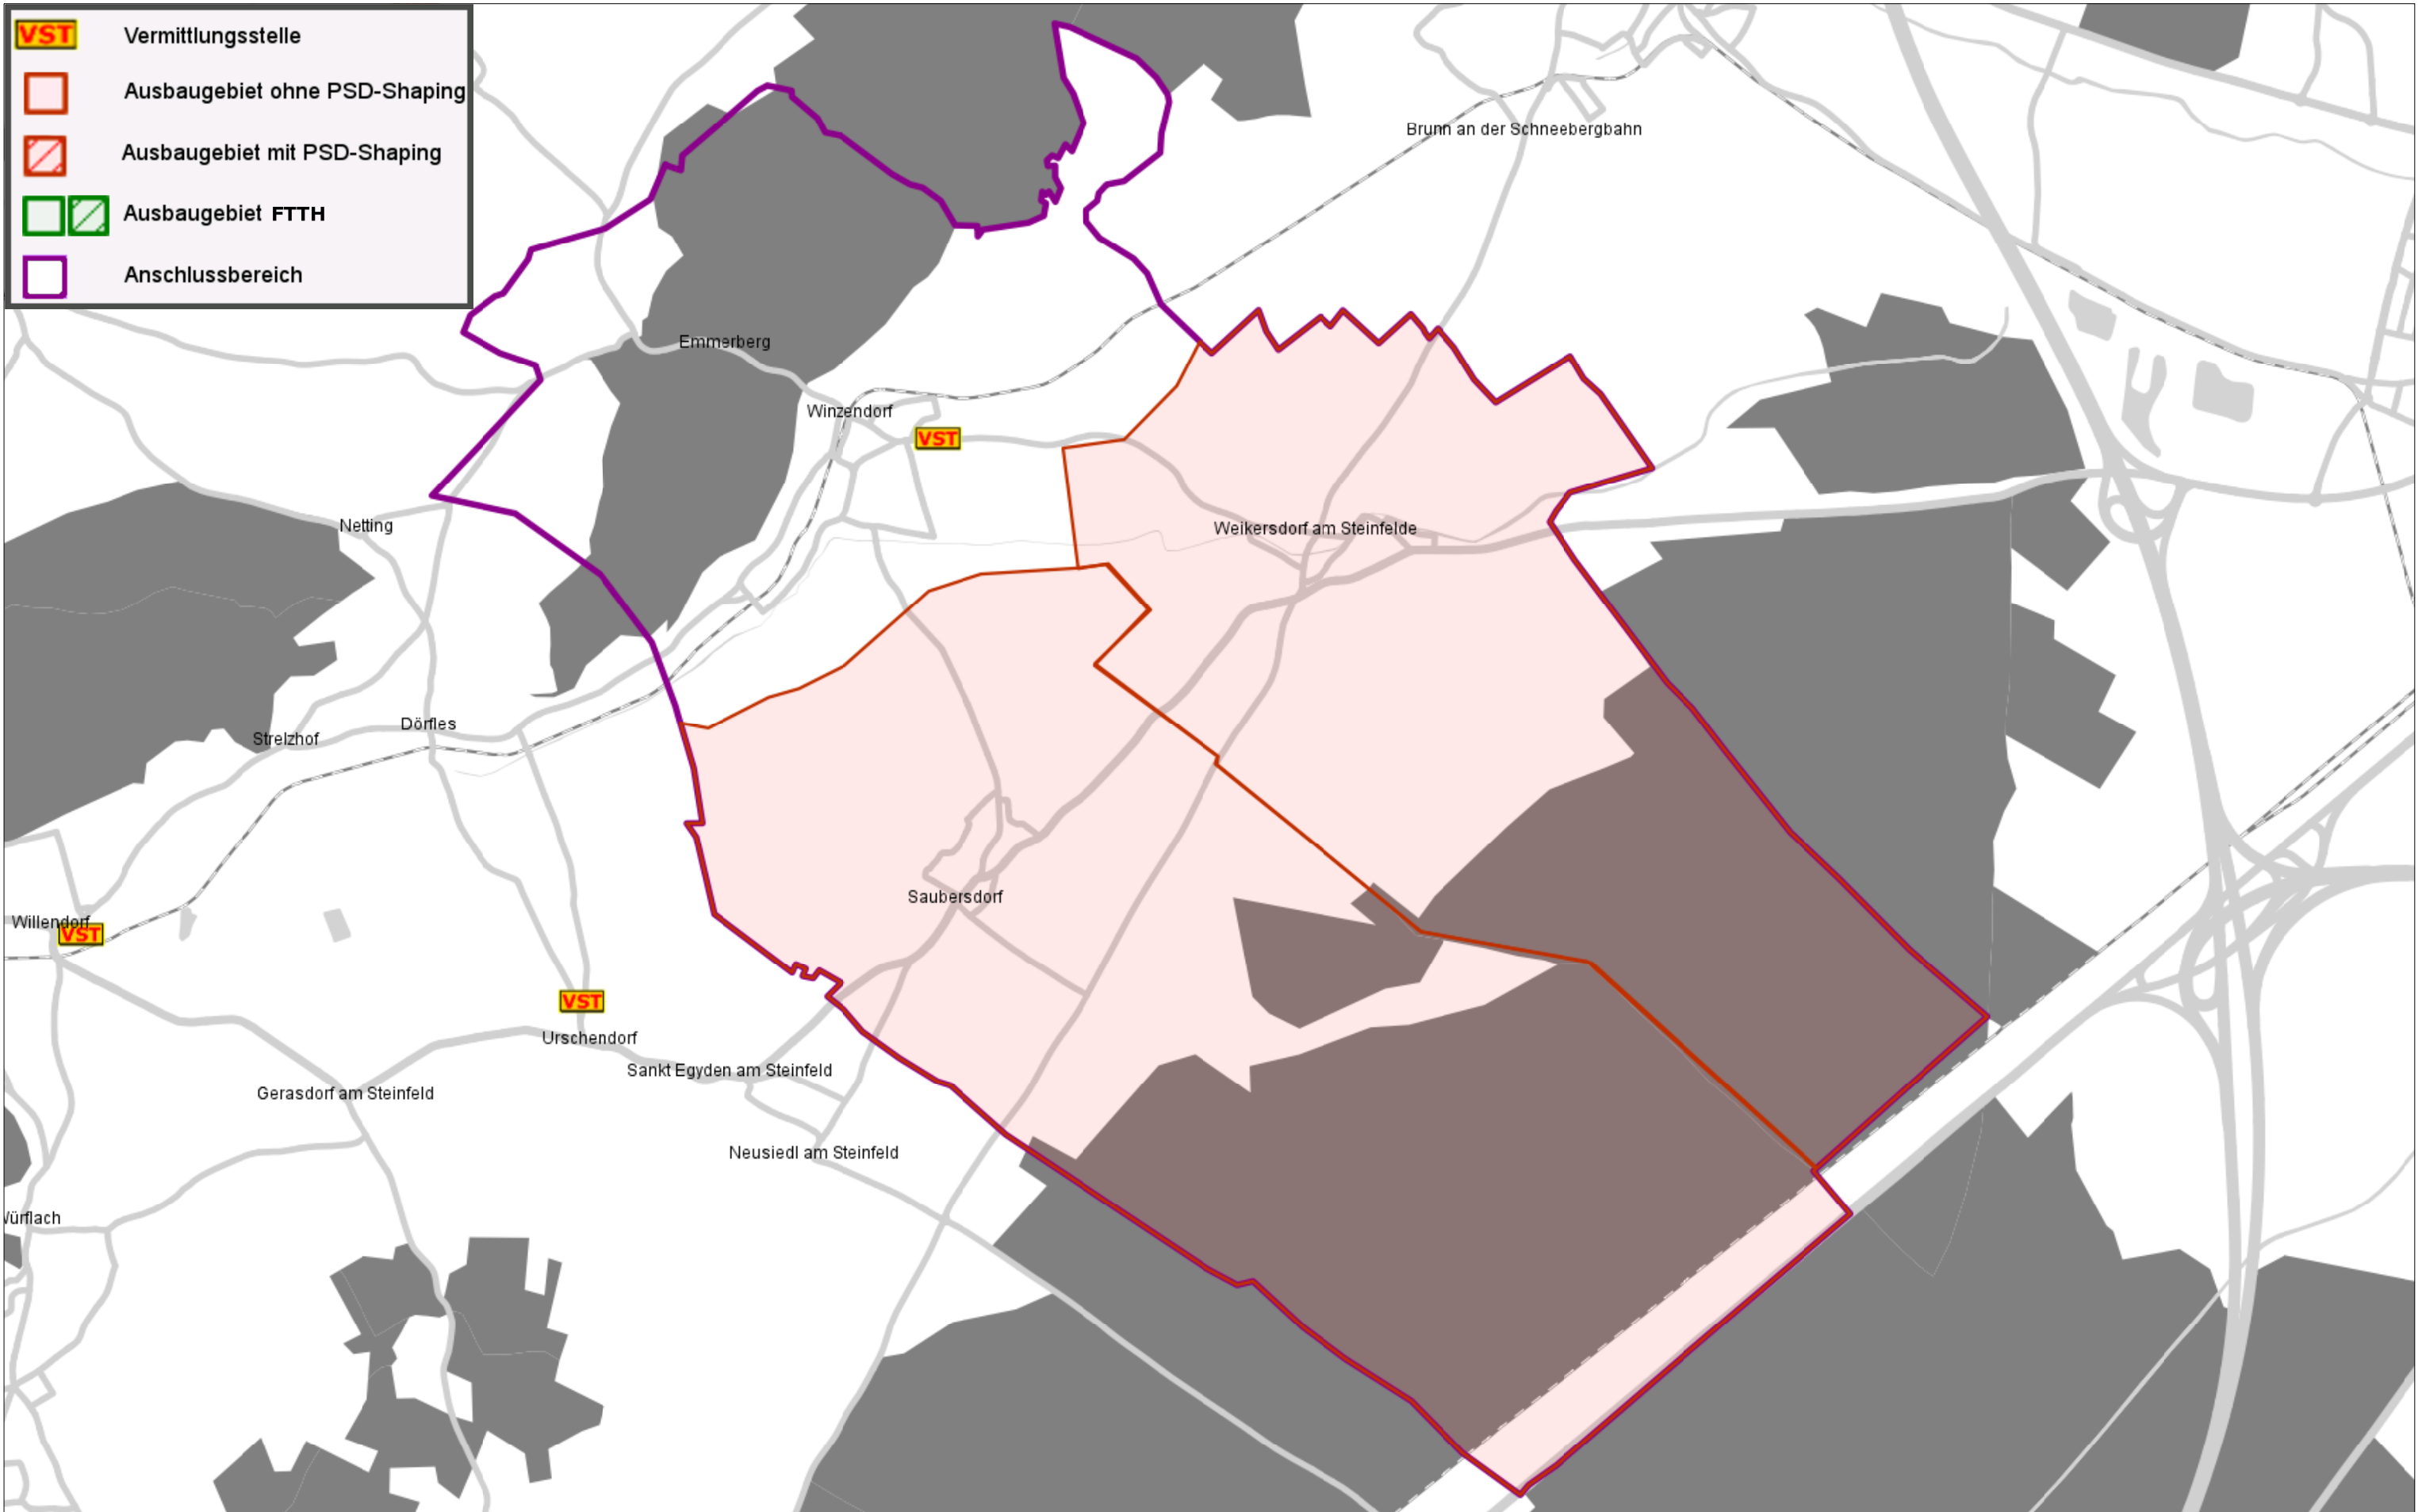 VST Vermittlungsstelle
Ausbaugebiet ohne PSD-Shaping
Ausbaugebiet mit PSD-Shaping
Ausbaugebiet FTTH
Anschlussbereich
Brunn an der Schneebergbahn
Emmerberg
Winzendorf
VST
Netting
Weikersdorf am Steinfelde
Dörfles
Strelzhof
Saubersdorf
Willendorf
VST
VST
Urschendorf
Sankt Egyden am Steinfeld
Gerasdorf am Steinfeld
Neusiedl am Steinfeld
Würflach